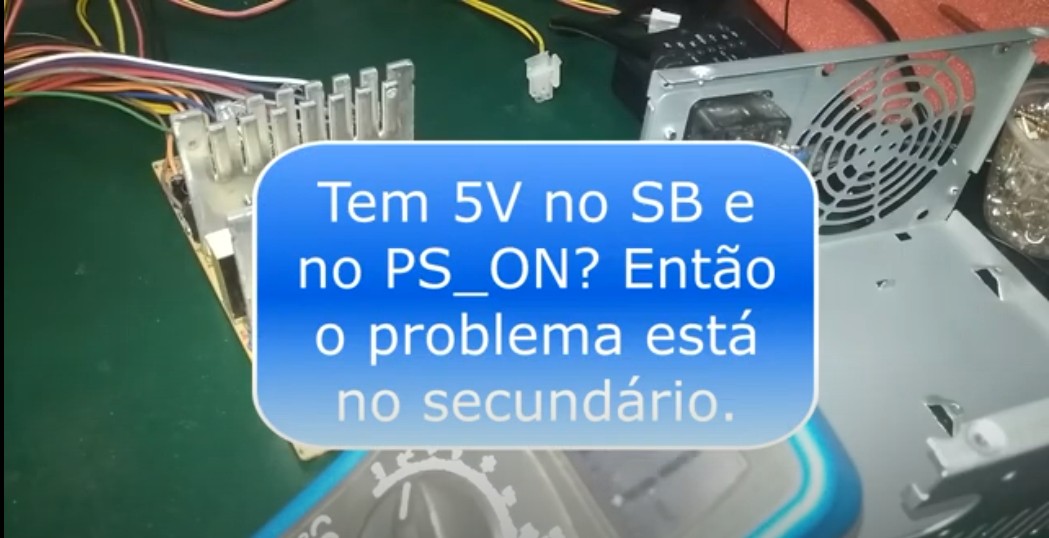 Tem 5V no SB e
no PS_ON? Então
o problema está
no secundário.